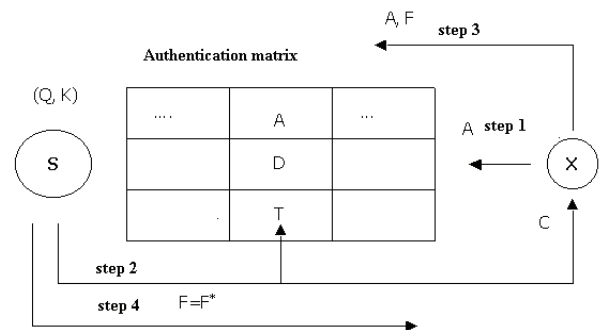 A, F
step 3
Authentication matrix
(Q, K)
.... A ...
A step 1
S D X
T
C
step 2
F=F*
step 4